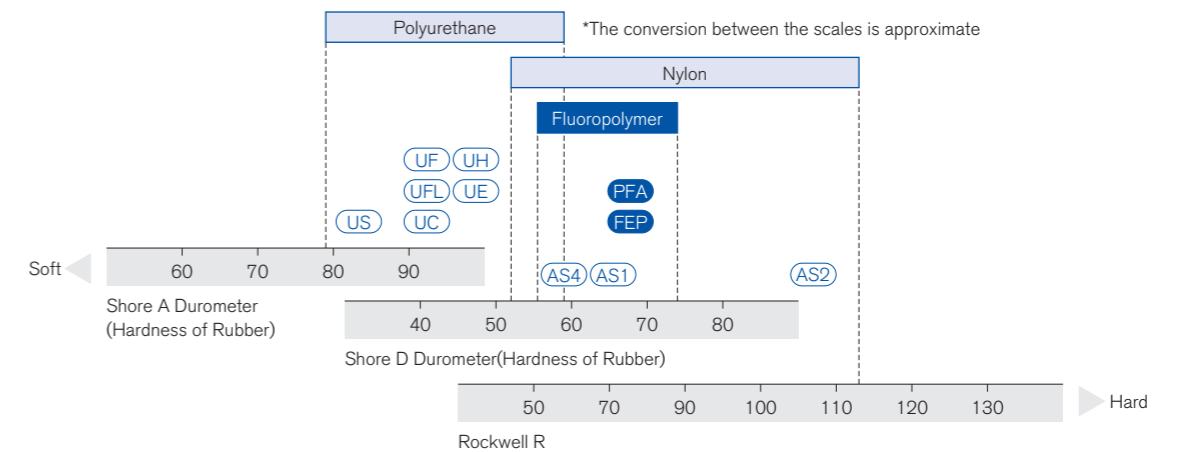 Polyurethane
*The conversion between the scales is approximate
Nylon
Fluoropolymer
UF UH
UFL UE PFA
US UC FEP
Soft
60 70 80 90
AS4 AS1 AS2
Shore A Durometer
(Hardness of Rubber)
40 50 60 70 80
Shore D Durometer(Hardness of Rubber)
50 70 90 100 110 120 130
Hard
Rockwell R